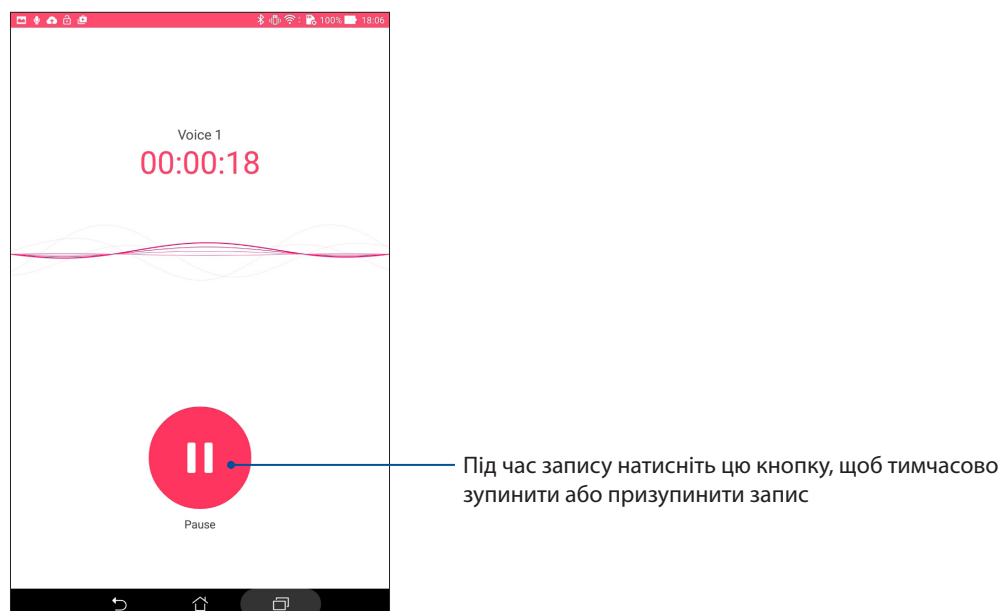 100% 18:06
Voice 1
00:00:18
Під час запису натисніть цю кнопку, щоб тимчасово
зупинити або призупинити запис
Pause